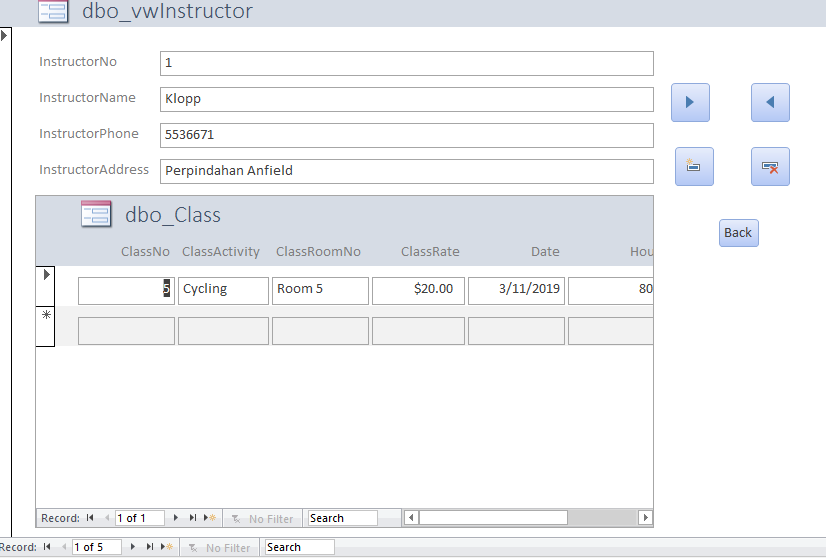 dbo_vwInstructor
InstructorNo 1
InstructorName Klopp
InstructorPhone 5536671
InstructorAddress Perpindahan Anfield
Back
dbo_Class
ClassNo ClassActivity ClassRoomNo ClassRate Date Hou
5 Cycling Room 5 $20.00 3/11/2019 80
Record: 1 of 1 No Filter Search
Record: 1 of 5 No Filter Search